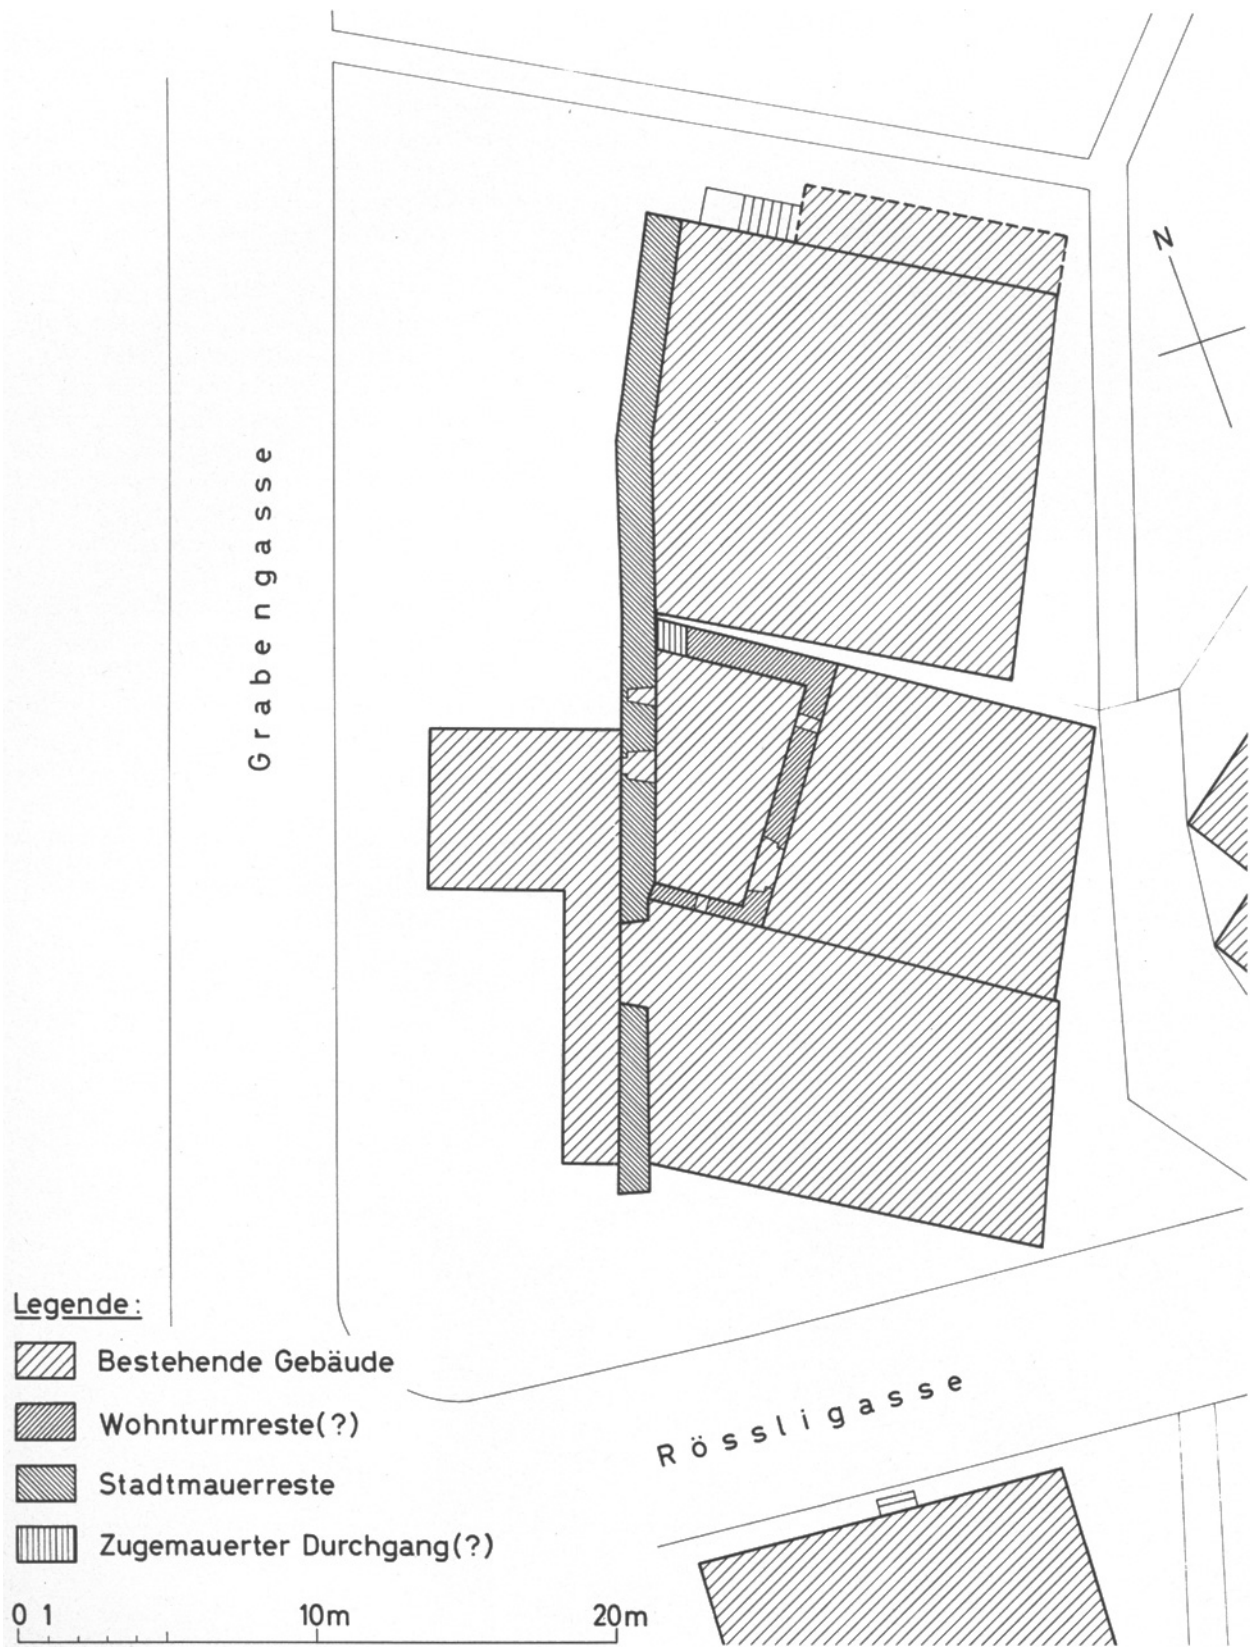 N
Grabengasse
Legende:
Bestehende Gebäude
Wohnturmreste(?)
Stadtmauerreste
Zugemauerter Durchgang(?)
Rössligasse
0 1 10m 20m